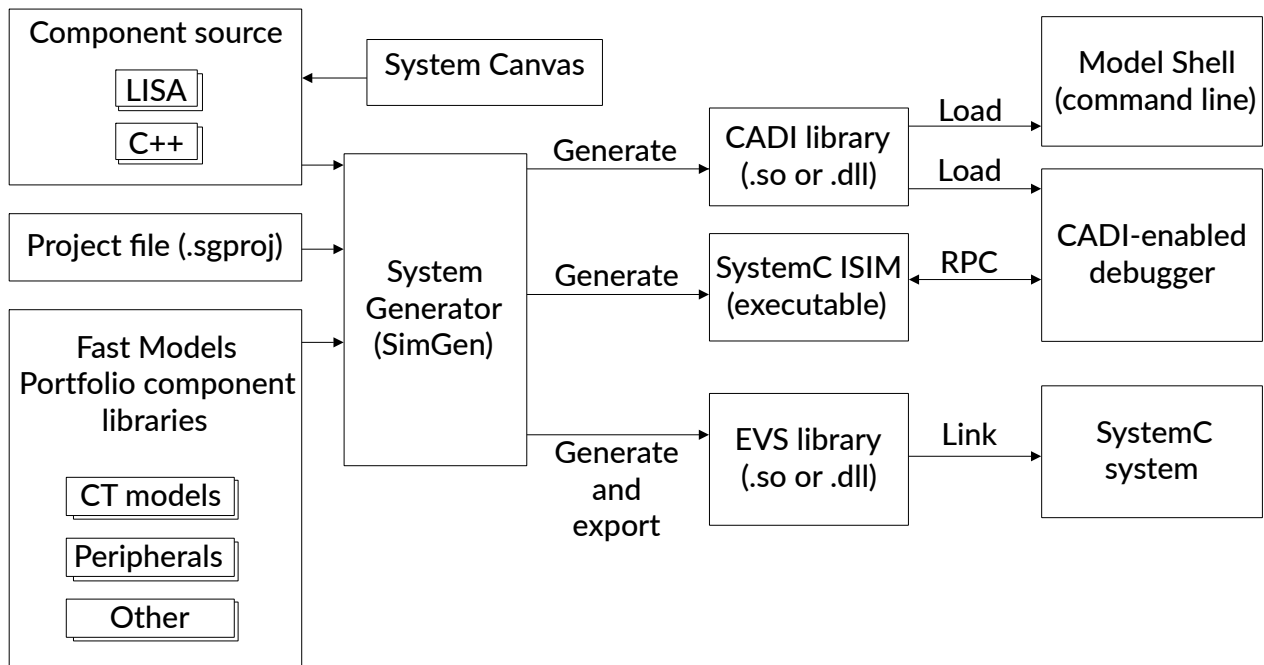 Component source
LISA
C++
System Canvas
Project file (.sgproj)
Fast Models
Portfolio component
libraries
CT models
Peripherals
Other
System
Generator
(SimGen)
Generate
CADI library
(.so or .dll)
Load
Model Shell
(command line)
Load
CADI-enabled
debugger
Generate
SystemC ISIM
(executable)
RPC
Generate
and
export
EVS library
(.so or .dll)
Link
SystemC
system